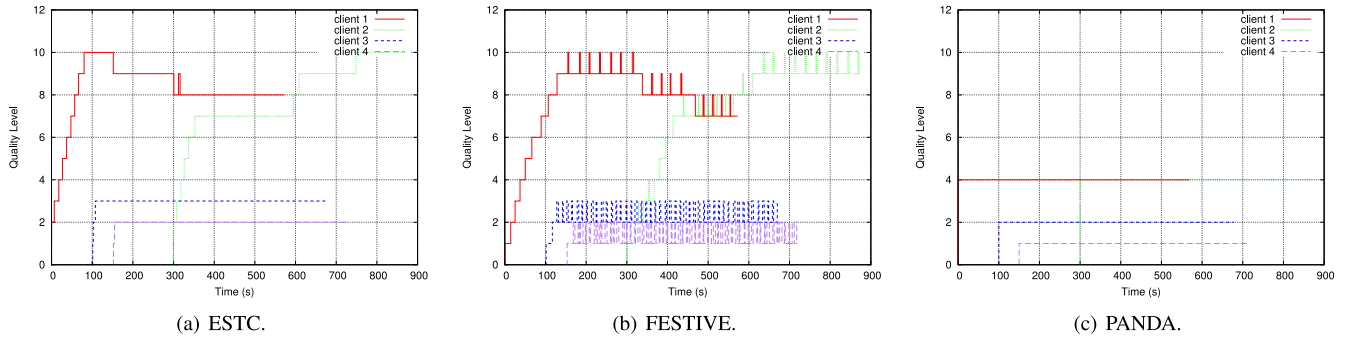 12
10
8
6
4
2
0
Quality Level
0 100 200 300 400 500 600 700 800 900
Time (s)
client 1
client 2
client 3
client 4
(a) ESTC.
12
10
8
6
4
2
0
Quality Level
0 100 200 300 400 500 600 700 800 900
Time (s)
client 1
client 2
client 3
client 4
(b) FESTIVE.
12
10
8
6
4
2
0
Quality Level
0 100 200 300 400 500 600 700 800 900
Time (s)
client 1
client 2
client 3
client 4
(c) PANDA.